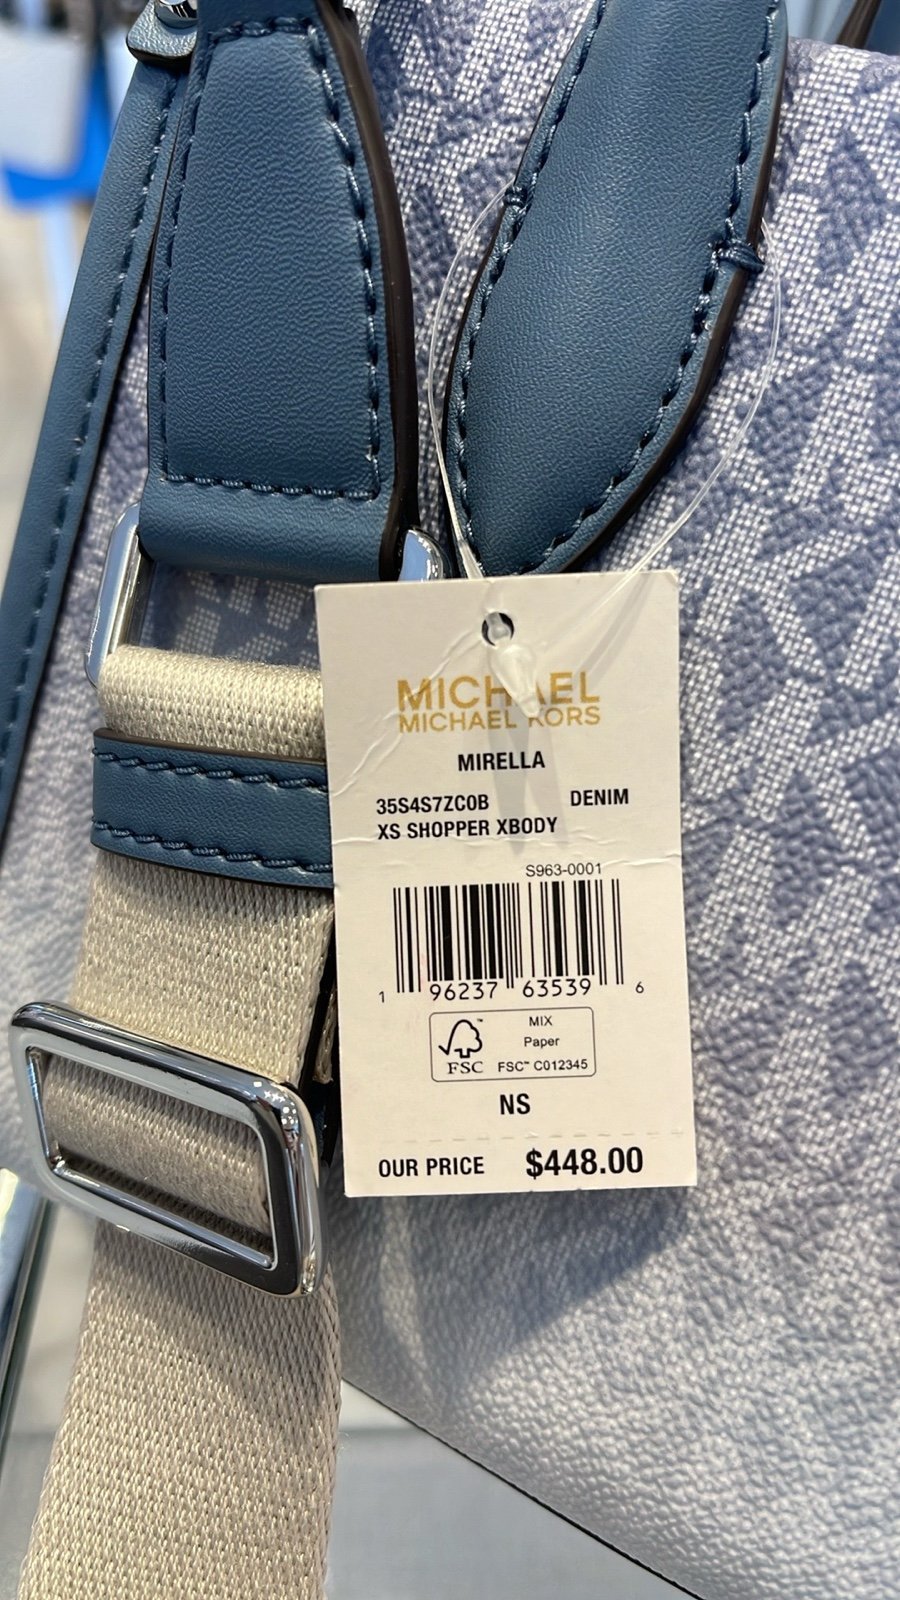 MICHAEL
MICHAEL KORS
MIRELLA
35S4S7ZC0B DENIM
XS SHOPPER XBODY
S963-0001
1 96237 63539 6
MIX
Paper
FSC™ FSC™ C012345
NS
OUR PRICE $448.00